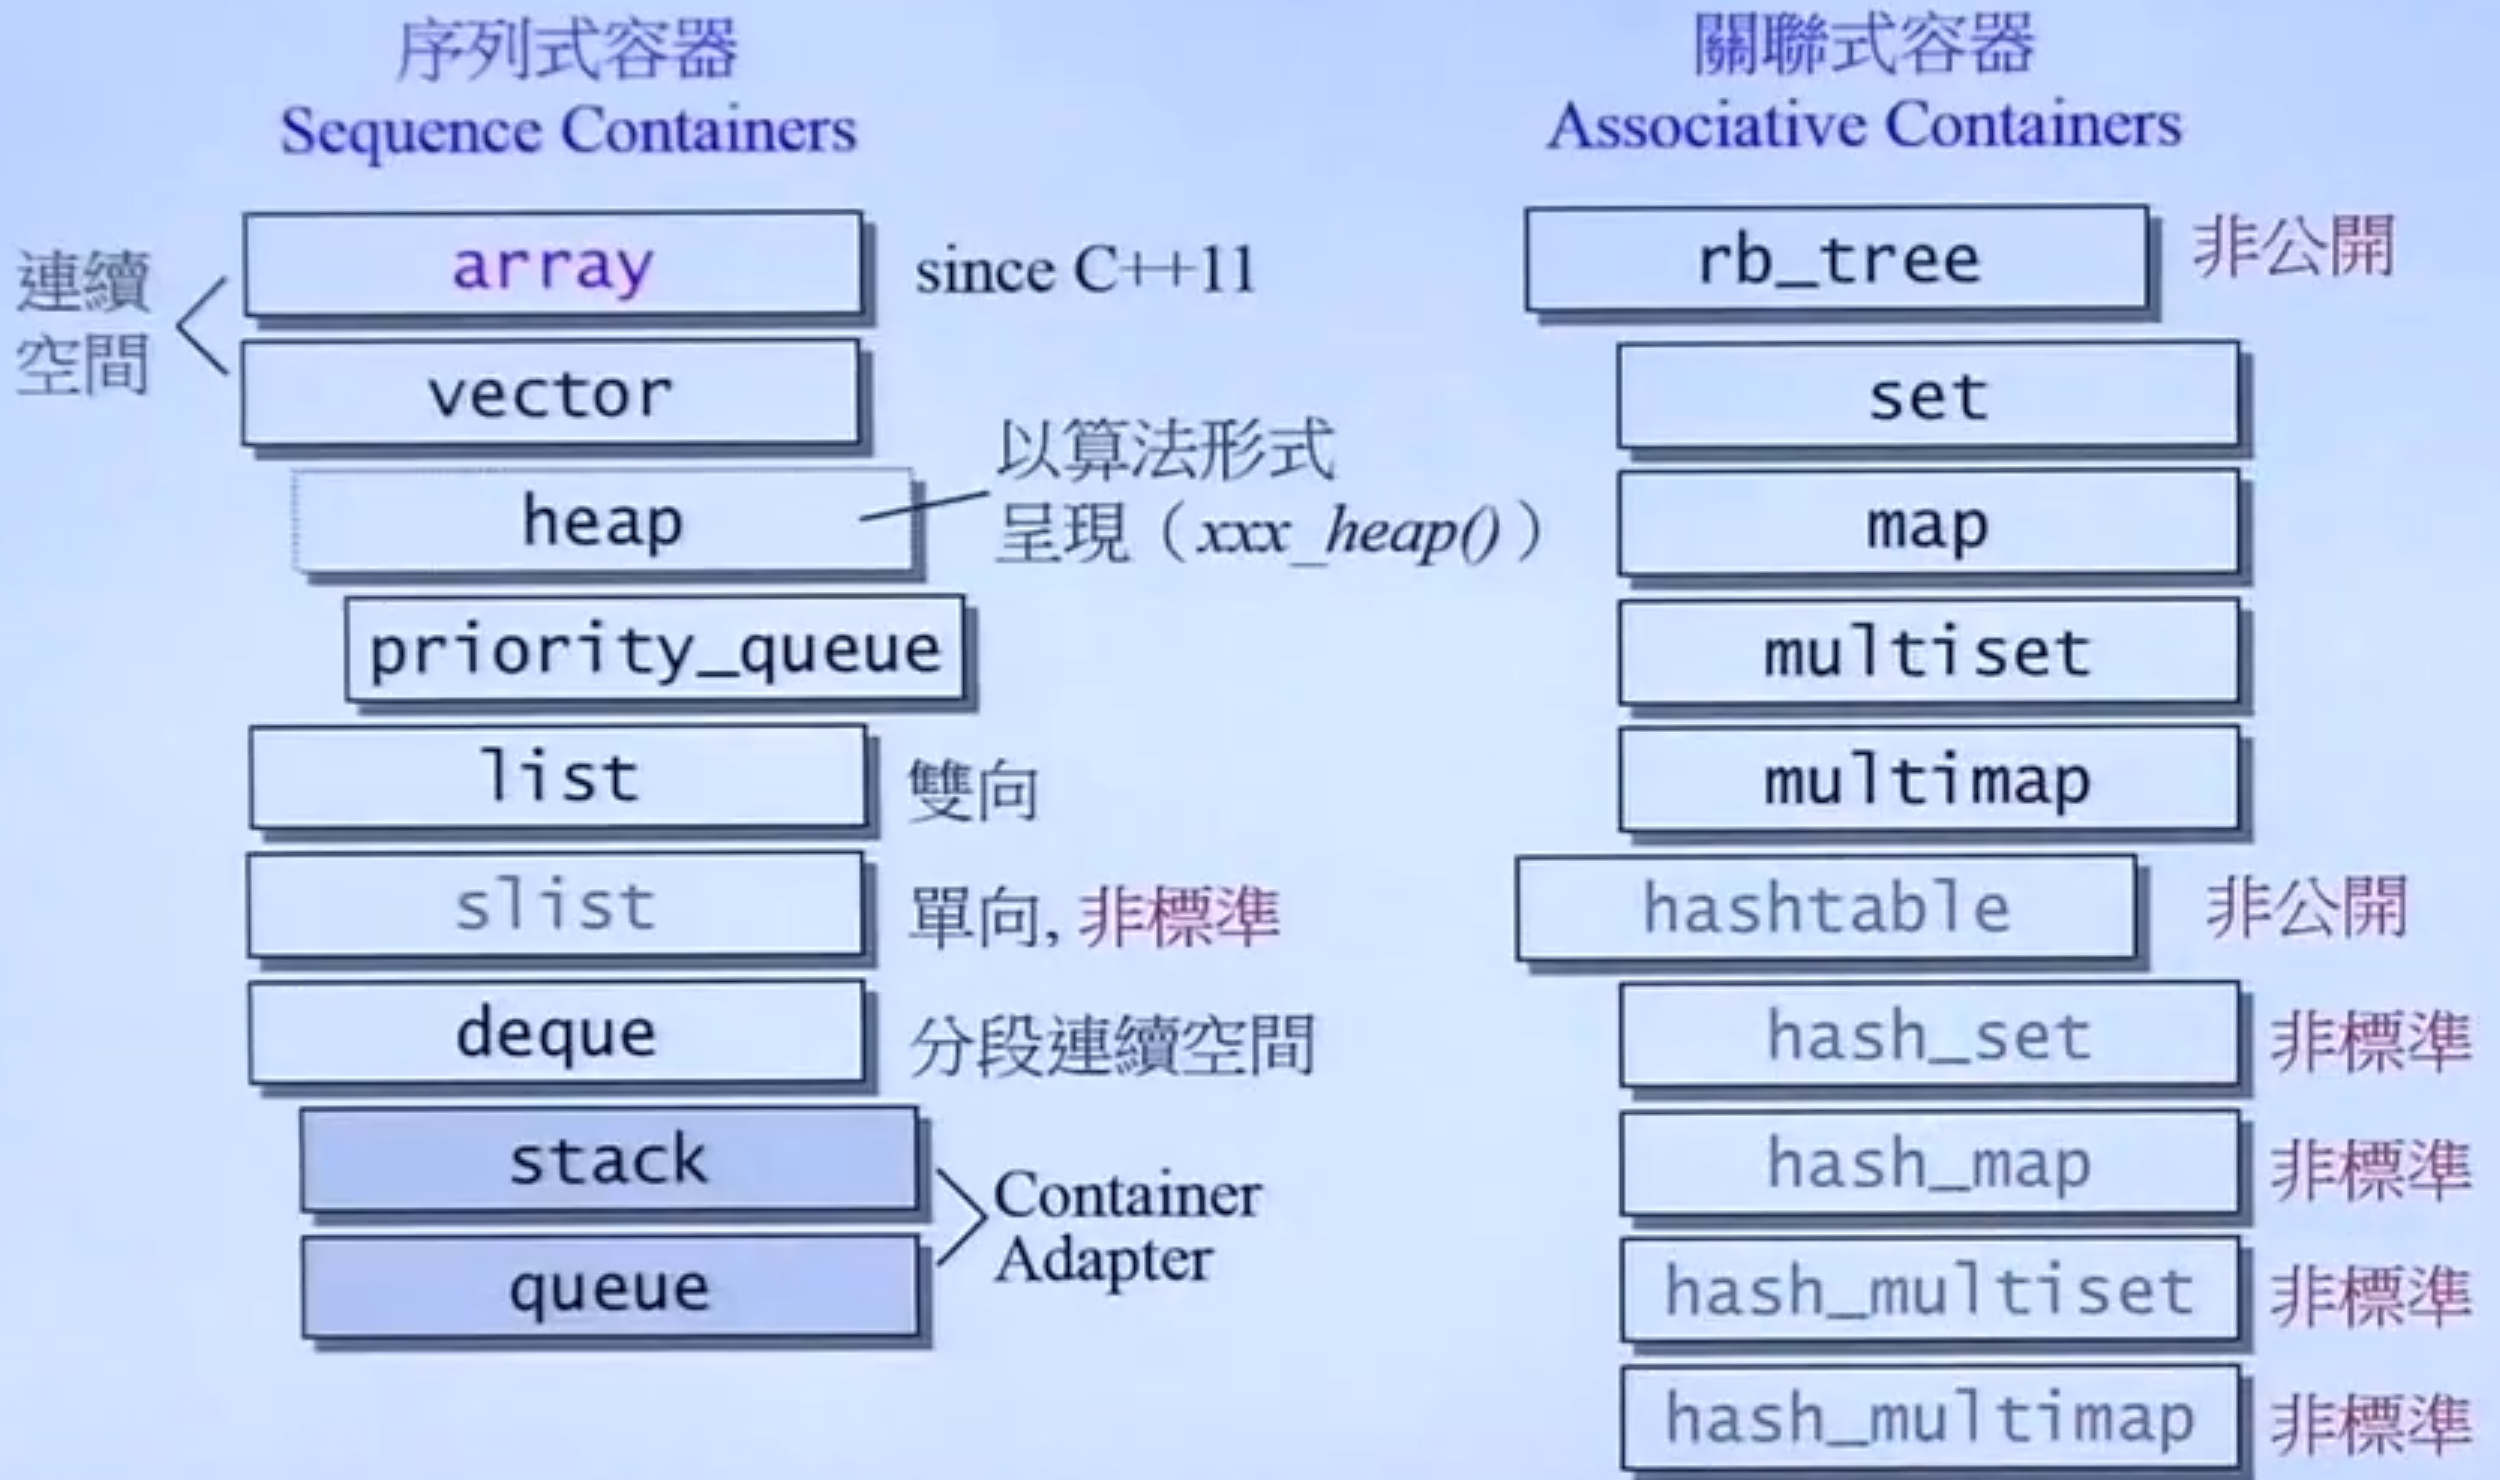 序列式容器
Sequence Containers
連續
空間
array
since C++11
vector
heap
以算法形式
呈現（xxx_heap()）
priority_queue
list
雙向
slist
單向, 非標準
deque
分段連續空間
stack
queue
Container
Adapter
關聯式容器
Associative Containers
rb_tree
非公開
set
map
multiset
multimap
hashtable
非公開
hash_set
非標準
hash_map
非標準
hash_multiset
非標準
hash_multimap
非標準